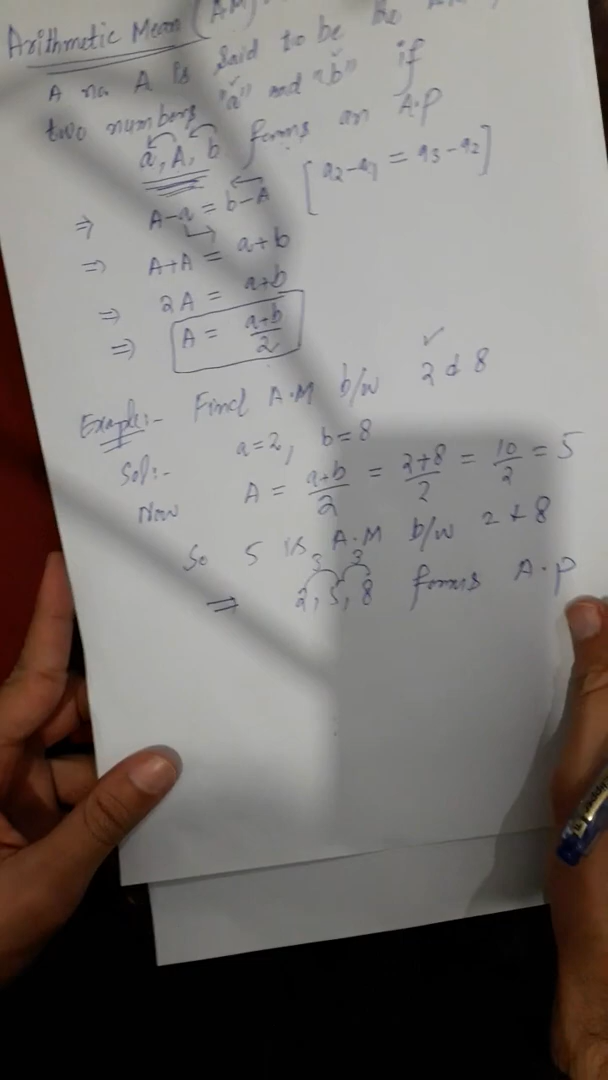 Arithmetic Mean (AM)
A no. A is said to be the
two numbers "a" and "b" if
a, A, b forms an A.P
⇒ A-a = b-A [a₂-a₁ = a₃-a₂]
⇒ A+A = a+b
⇒ 2A = a+b
⇒ A = a+b/2
Example:- Find A.M b/w 2 & 8
Sol:- a=2, b=8
Now A = a+b/2 = 2+8/2 = 10/2 = 5
So 5 is A.M b/w 2 & 8
3 3
⇒ 2, 5, 8 forms A.P